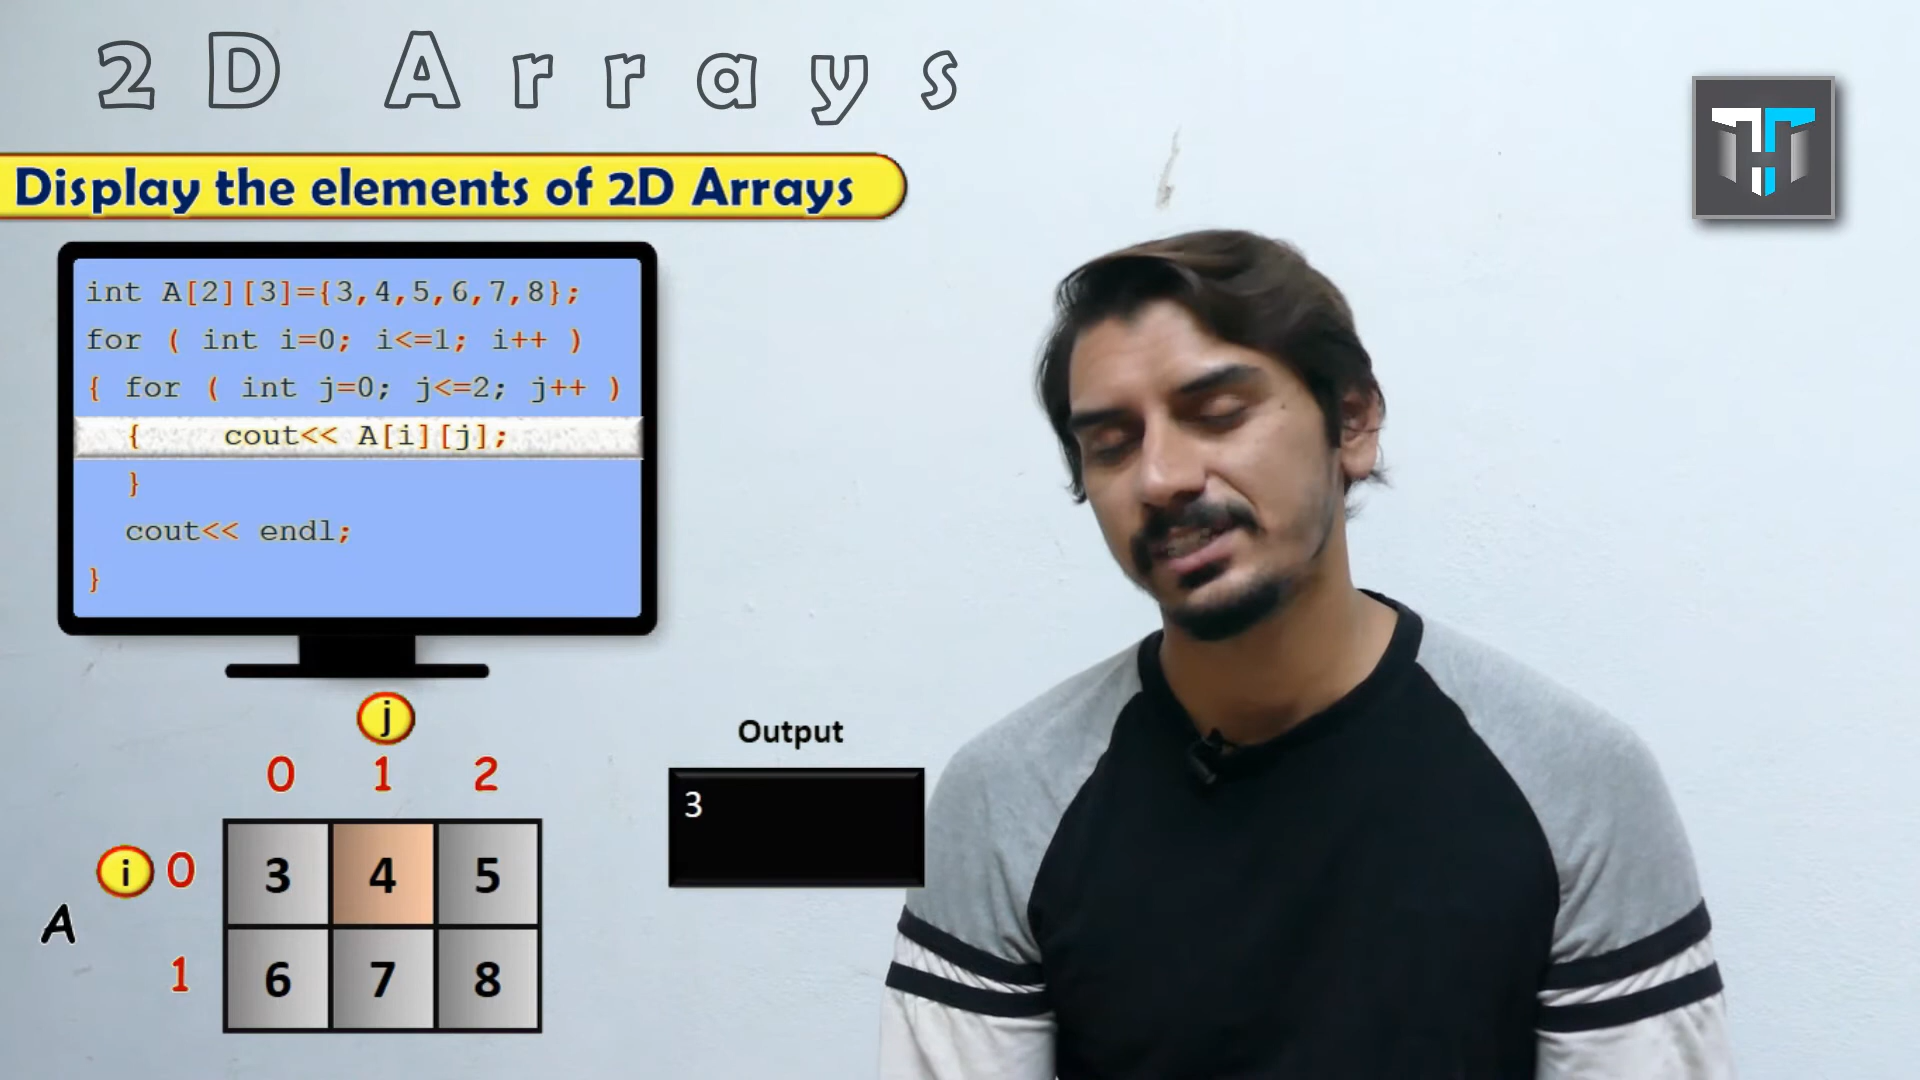 2D Arrays
Display the elements of 2D Arrays
int A[2][3]={3,4,5,6,7,8};
for ( int i=0; i<=1; i++ )
{ for ( int j=0; j<=2; j++ )
{ cout<< A[i][j];
}
cout<< endl;
}
j
0 1 2
i 0 3 4 5
A
1 6 7 8
Output
3